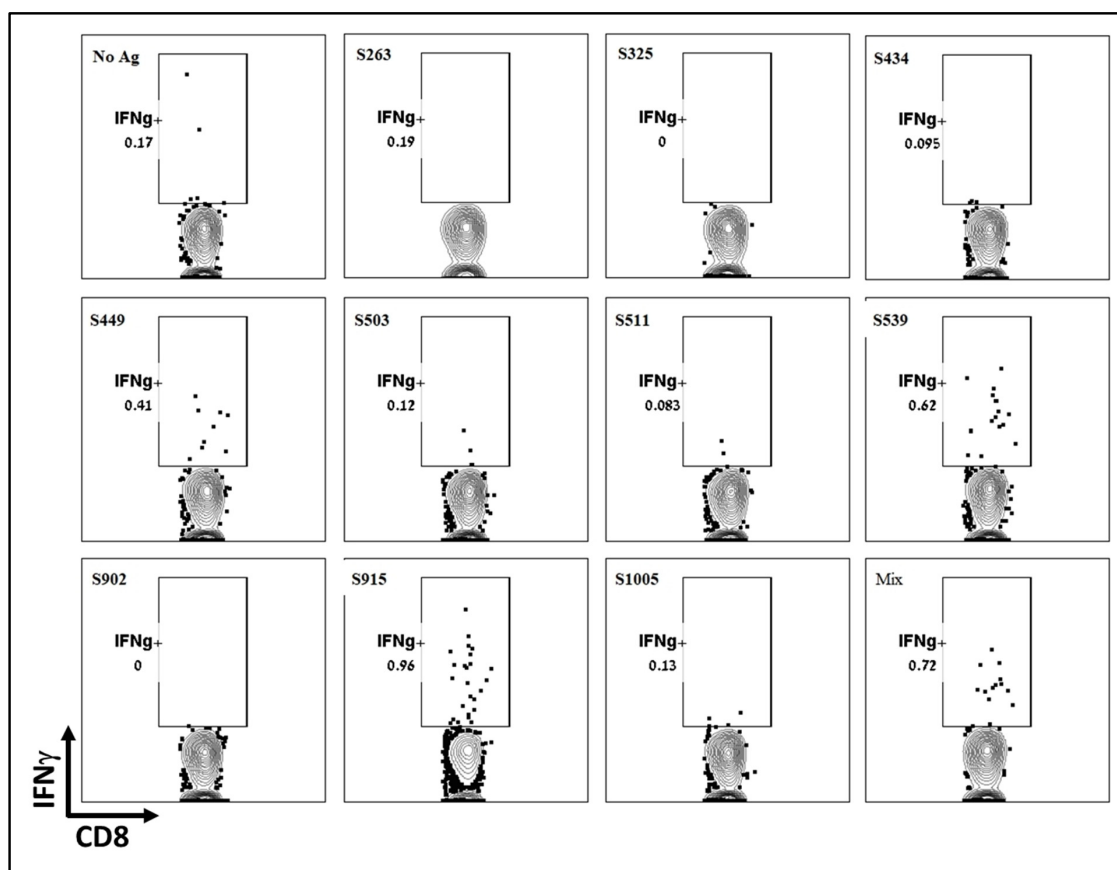 No Ag
IFNg
0.17
S263
IFNg
0.19
S325
IFNg
0
S434
IFNg
0.095
S449
IFNg
0.41
S503
IFNg
0.12
S511
IFNg
0.083
S539
IFNg
0.62
S902
IFNg
0
S915
IFNg
0.96
S1005
IFNg
0.13
Mix
IFNg
0.72
IFNγ
CD8